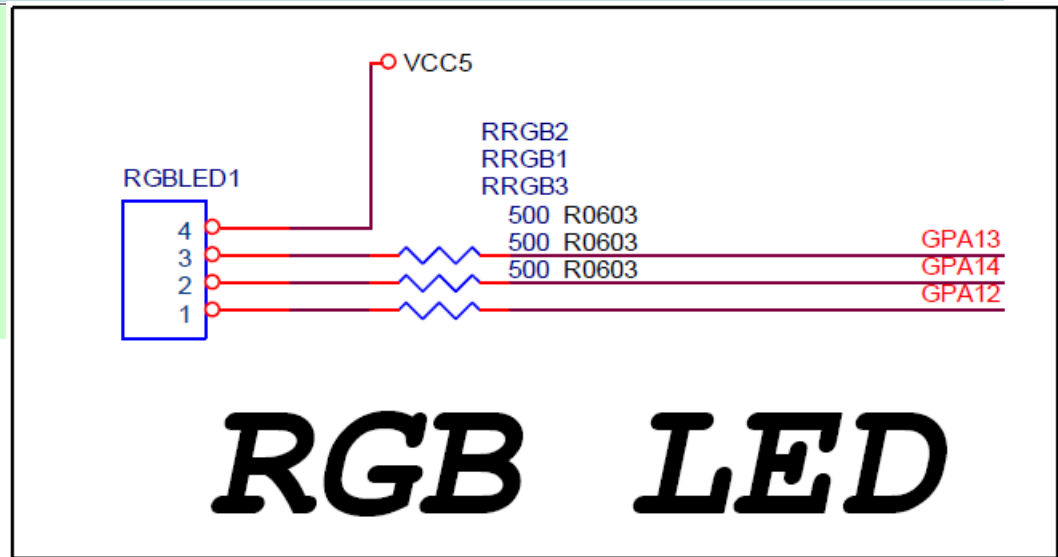 VCC5
RRGB2
RRGB1
RRGB3
RGBLED1
500 R0603
500 R0603
500 R0603
4
3
2
1
GPA13
GPA14
GPA12
RGB LED